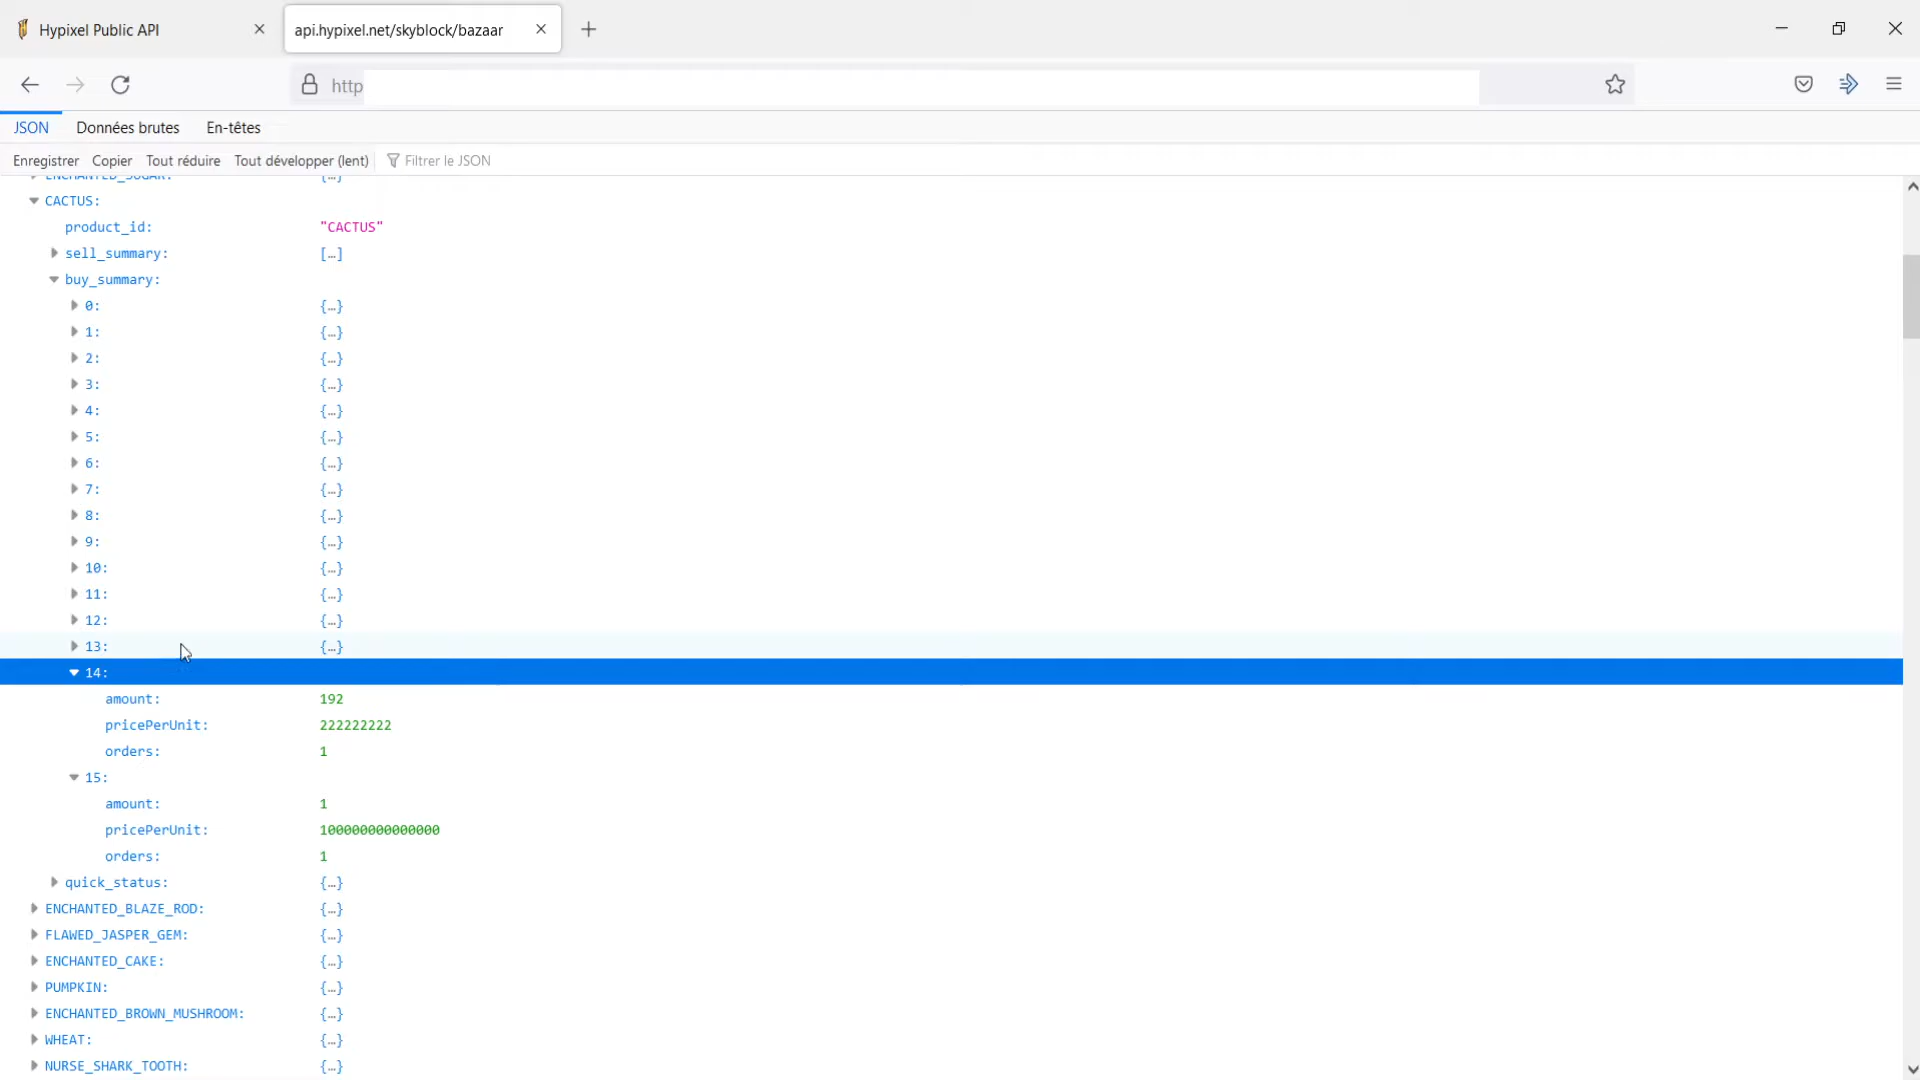 Hypixel Public API
api.hypixel.net/skyblock/bazaar
http
JSON Données brutes En-têtes
Enregistrer Copier Tout réduire Tout développer (lent) Filtrer le JSON
ENCHANTED_SUGAR: {…}
CACTUS:
product_id: "CACTUS"
sell_summary: […]
buy_summary:
0: {…}
1: {…}
2: {…}
3: {…}
4: {…}
5: {…}
6: {…}
7: {…}
8: {…}
9: {…}
10: {…}
11: {…}
12: {…}
13: {…}
14:
amount: 192
pricePerUnit: 222222222
orders: 1
15:
amount: 1
pricePerUnit: 100000000000000
orders: 1
quick_status: {…}
ENCHANTED_BLAZE_ROD: {…}
FLAWED_JASPER_GEM: {…}
ENCHANTED_CAKE: {…}
PUMPKIN: {…}
ENCHANTED_BROWN_MUSHROOM: {…}
WHEAT: {…}
NURSE_SHARK_TOOTH: {…}